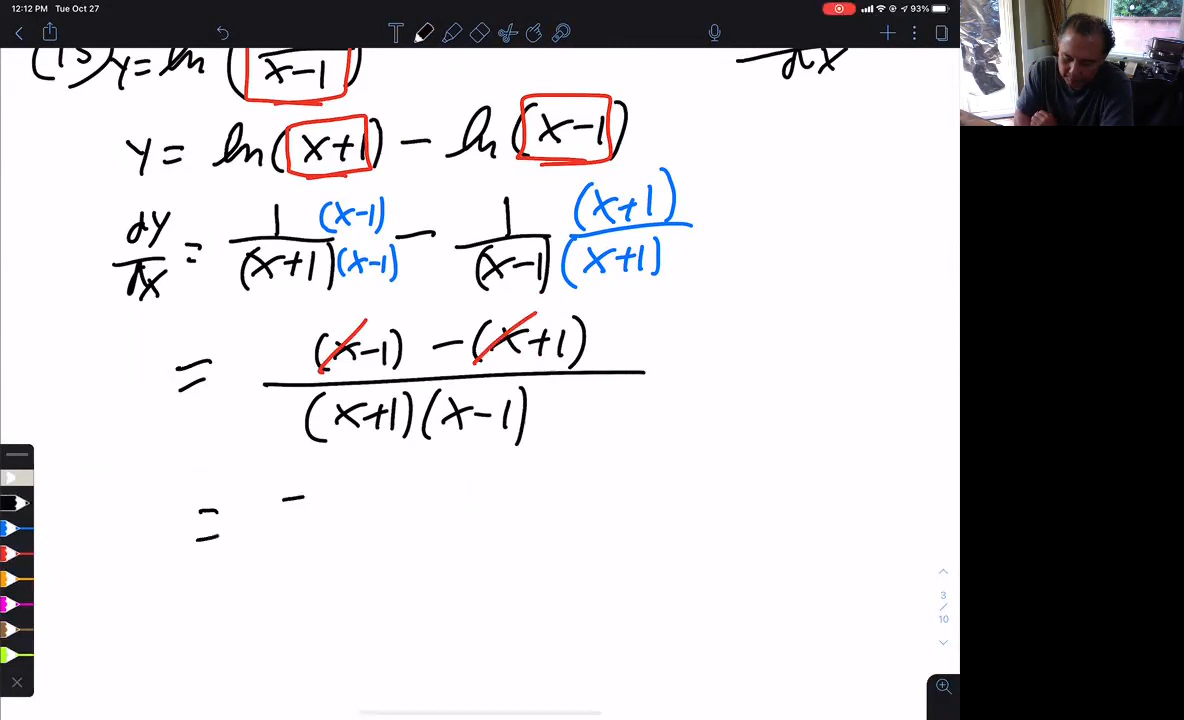 12:12 PM Tue Oct 27
93%
(15) y = ln ( / x-1 )
dx
y = ln(x+1) - ln(x-1)
dy/dx = 1/(x+1) (x-1)/(x-1) - 1/(x-1) (x+1)/(x+1)
= (x-1) - (x+1) / (x+1)(x-1)
= -
3
/
10